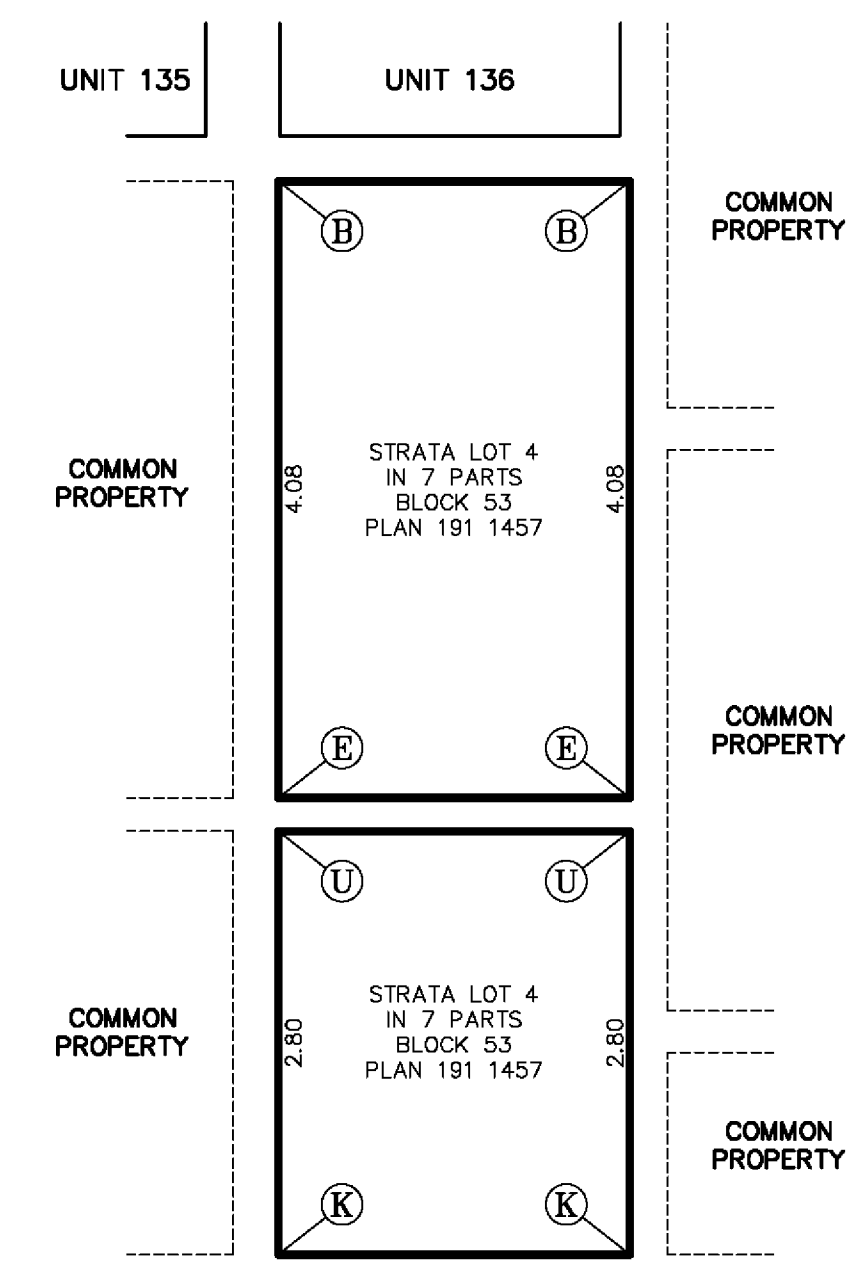 UNIT 135
UNIT 136
COMMON
PROPERTY
B
B
STRATA LOT 4
IN 7 PARTS
BLOCK 53
PLAN 191 1457
4.08
4.08
COMMON
PROPERTY
E
E
COMMON
PROPERTY
U
U
STRATA LOT 4
IN 7 PARTS
BLOCK 53
PLAN 191 1457
2.80
2.80
COMMON
PROPERTY
COMMON
PROPERTY
K
K